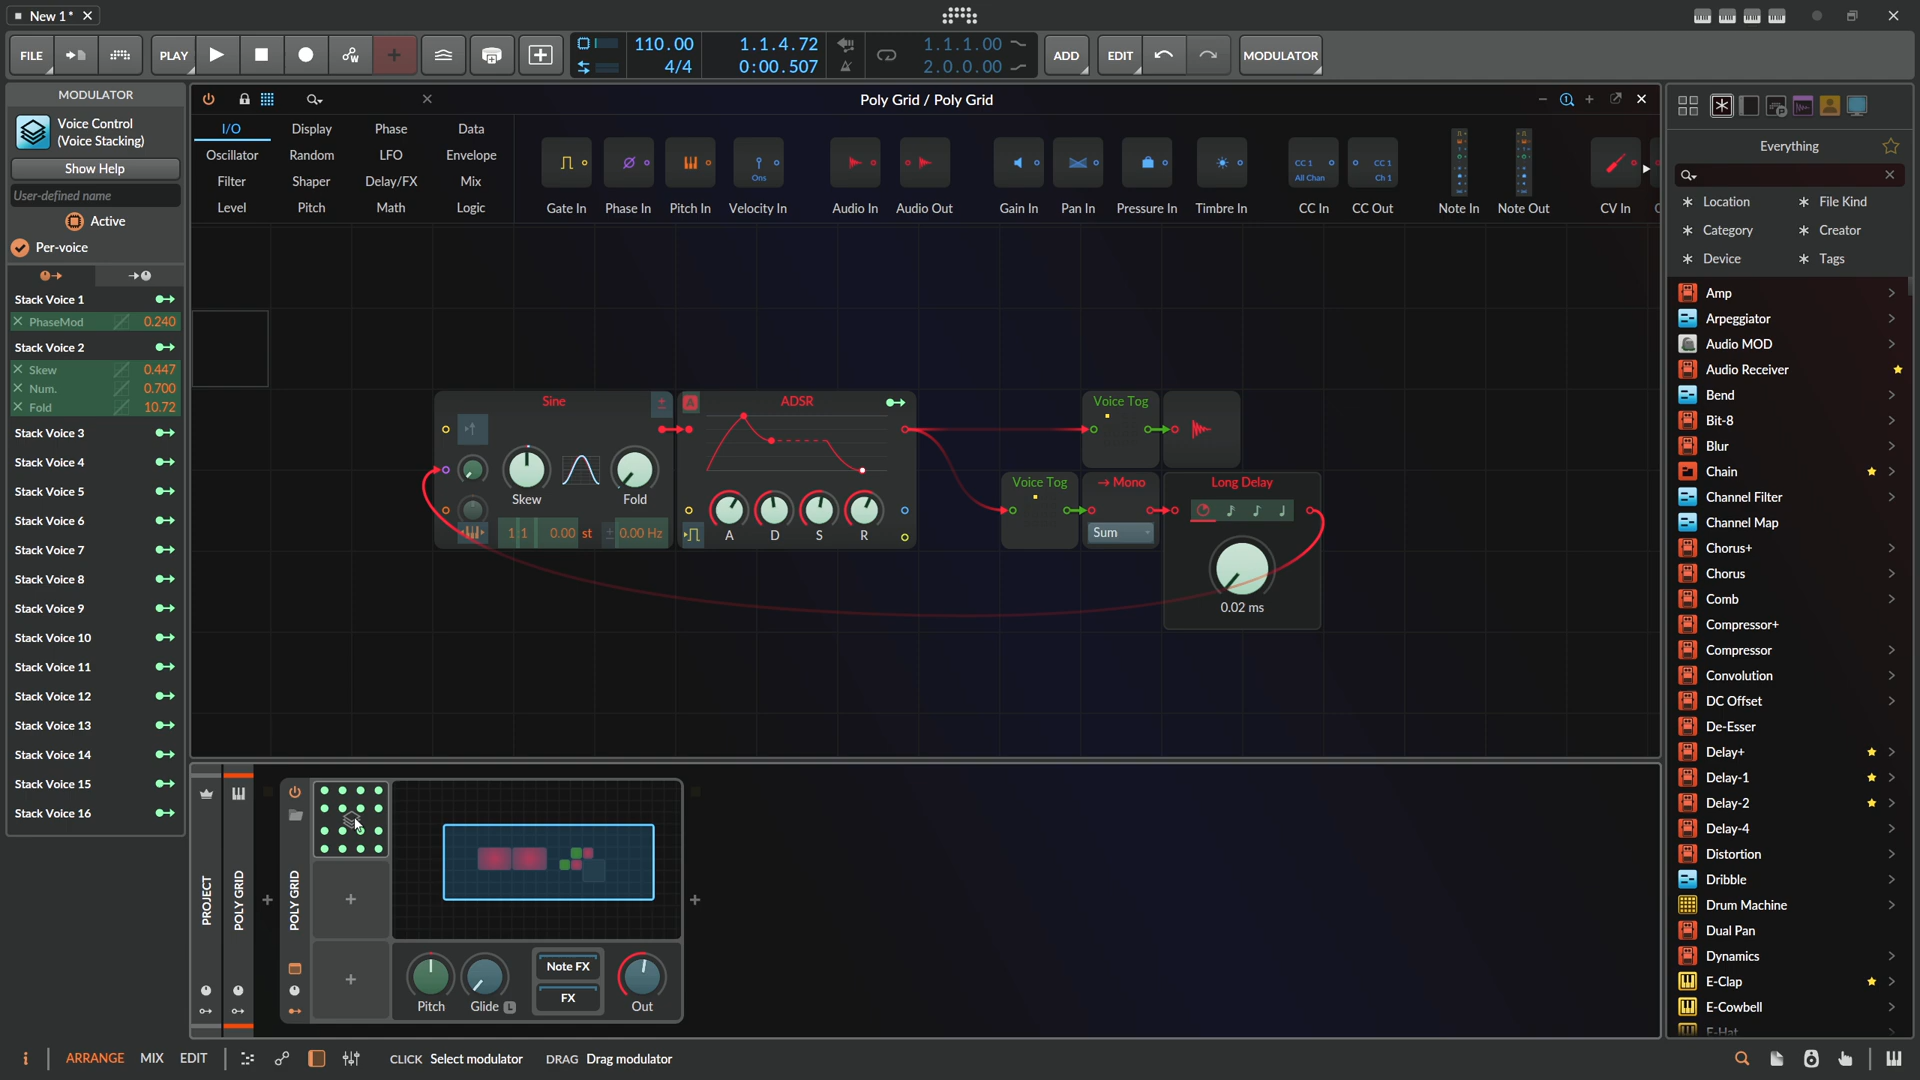 New 1*
FILE
PLAY
110.00
4/4
1.1.4.72
0:00.507
1.1.1.00
2.0.0.00
ADD
EDIT
MODULATOR
MODULATOR
Voice Control
(Voice Stacking)
Show Help
User-defined name
Active
Per-voice
Stack Voice 1
PhaseMod 0.240
Stack Voice 2
Skew 0.447
Num. 0.700
Fold 10.72
Stack Voice 3
Stack Voice 4
Stack Voice 5
Stack Voice 6
Stack Voice 7
Stack Voice 8
Stack Voice 9
Stack Voice 10
Stack Voice 11
Stack Voice 12
Stack Voice 13
Stack Voice 14
Stack Voice 15
Stack Voice 16
Poly Grid / Poly Grid
I/O Display Phase Data
Oscillator Random LFO Envelope
Filter Shaper Delay/FX Mix
Level Pitch Math Logic
Ons
CC 1
All Chan
CC 1
Ch 1
Gate In Phase In Pitch In Velocity In Audio In Audio Out Gain In Pan In Pressure In Timbre In CC In CC Out Note In Note Out CV In
Sine
Skew
Fold
1:1 0.00 st ± 0.00 Hz
A
ADSR
A D S R
Voice Tog
Voice Tog
→ Mono
Sum
Long Delay
0.02 ms
PROJECT
POLY GRID
POLY GRID
Pitch
Glide L
Note FX
FX
Out
Everything
Location File Kind
Category Creator
Device Tags
Amp
Arpeggiator
Audio MOD
Audio Receiver
Bend
Bit-8
Blur
Chain
Channel Filter
Channel Map
Chorus+
Chorus
Comb
Compressor+
Compressor
Convolution
DC Offset
De-Esser
Delay+
Delay-1
Delay-2
Delay-4
Distortion
Dribble
Drum Machine
Dual Pan
Dynamics
E-Clap
E-Cowbell
E-Hat
i ARRANGE MIX EDIT CLICK Select modulator DRAG Drag modulator